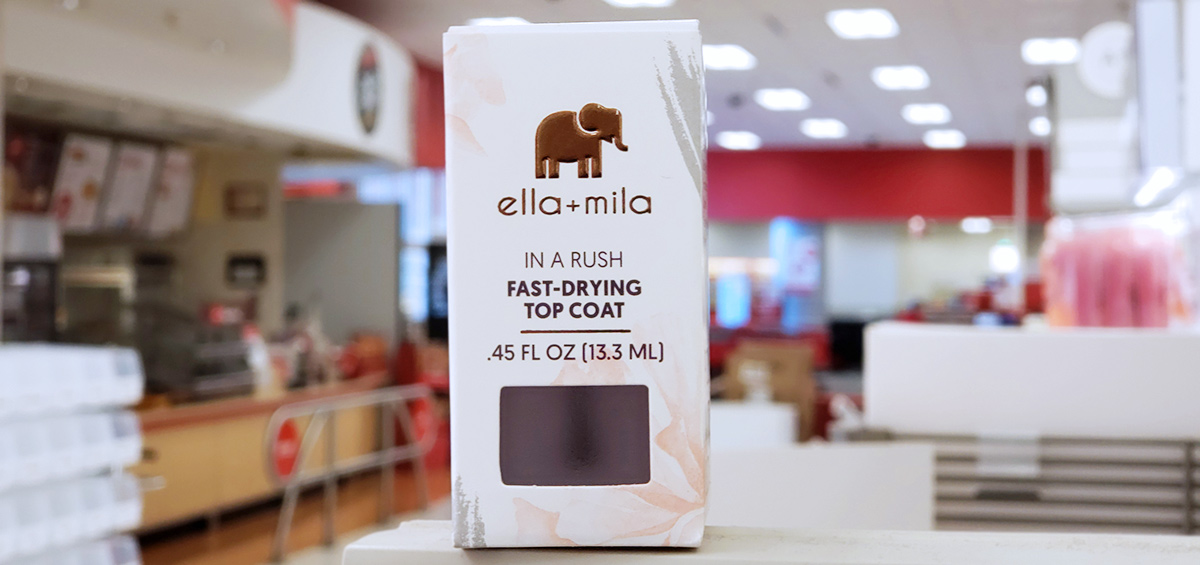 ella+mila
IN A RUSH
FAST-DRYING
TOP COAT
.45 FL OZ (13.3 ML)